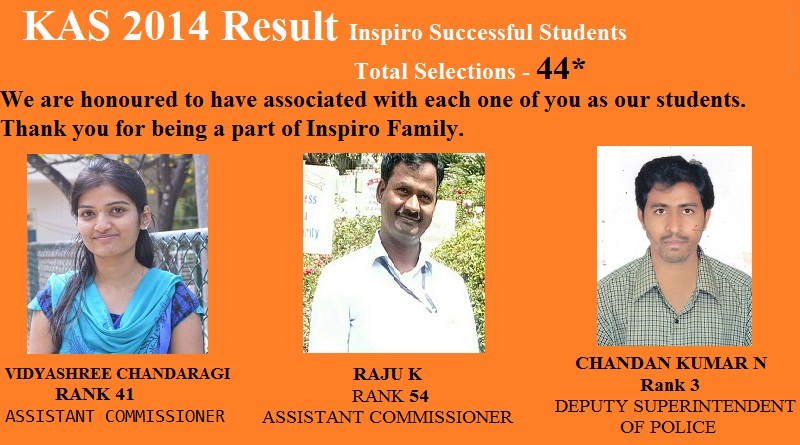 KAS 2014 Result Inspiro Successful Students
Total Selections - 44*
We are honoured to have associated with each one of you as our students.
Thank you for being a part of Inspiro Family.
VIDYASHREE CHANDARAGI
RANK 41
ASSISTANT COMMISSIONER
RAJU K
RANK 54
ASSISTANT COMMISSIONER
CHANDAN KUMAR N
Rank 3
DEPUTY SUPERINTENDENT
OF POLICE